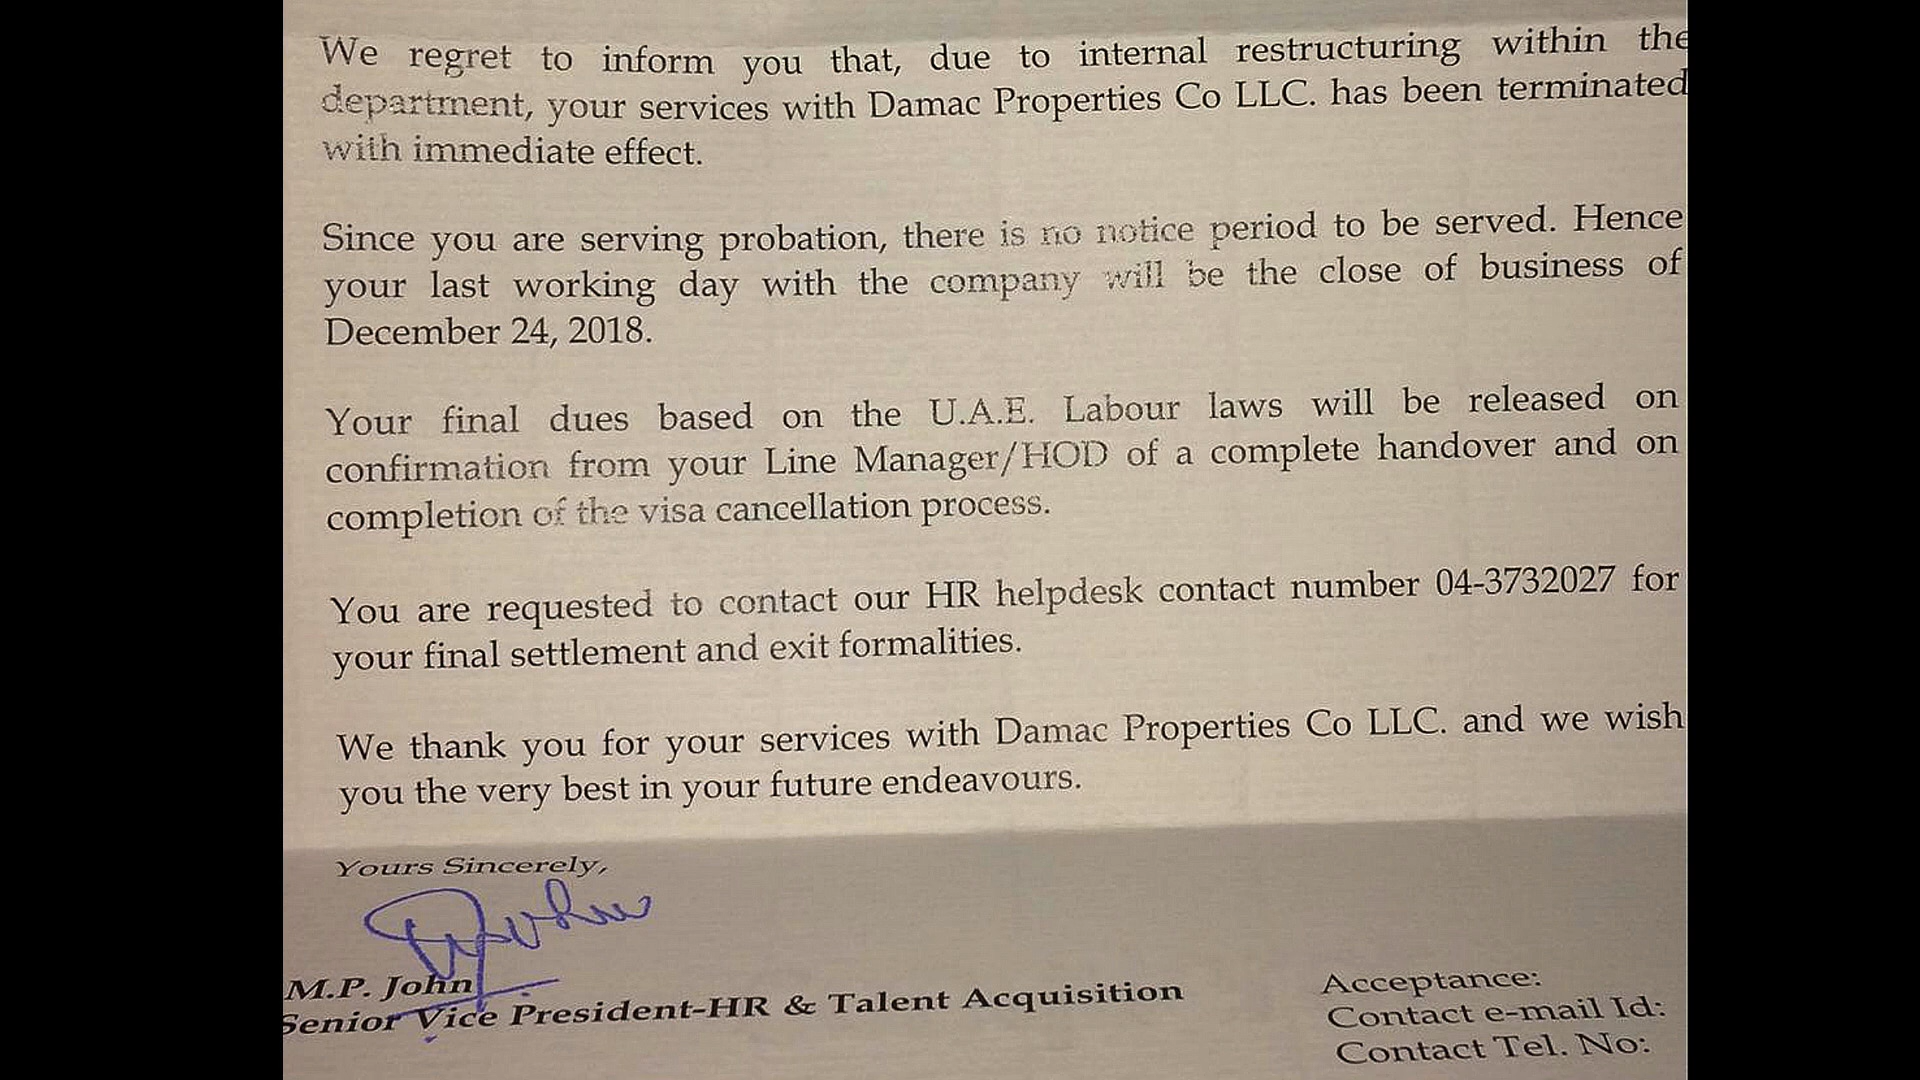 We regret to inform you that, due to internal restructuring within the
department, your services with Damac Properties Co LLC. has been terminated
with immediate effect.
Since you are serving probation, there is no notice period to be served. Hence
your last working day with the company will be the close of business of
December 24, 2018.
Your final dues based on the U.A.E. Labour laws will be released on
confirmation from your Line Manager/HOD of a complete handover and on
completion of the visa cancellation process.
You are requested to contact our HR helpdesk contact number 04-3732027 for
your final settlement and exit formalities.
We thank you for your services with Damac Properties Co LLC. and we wish
you the very best in your future endeavours.
Yours Sincerely,
M.P. John
Senior Vice President-HR & Talent Acquisition
Acceptance:
Contact e-mail Id:
Contact Tel. No: